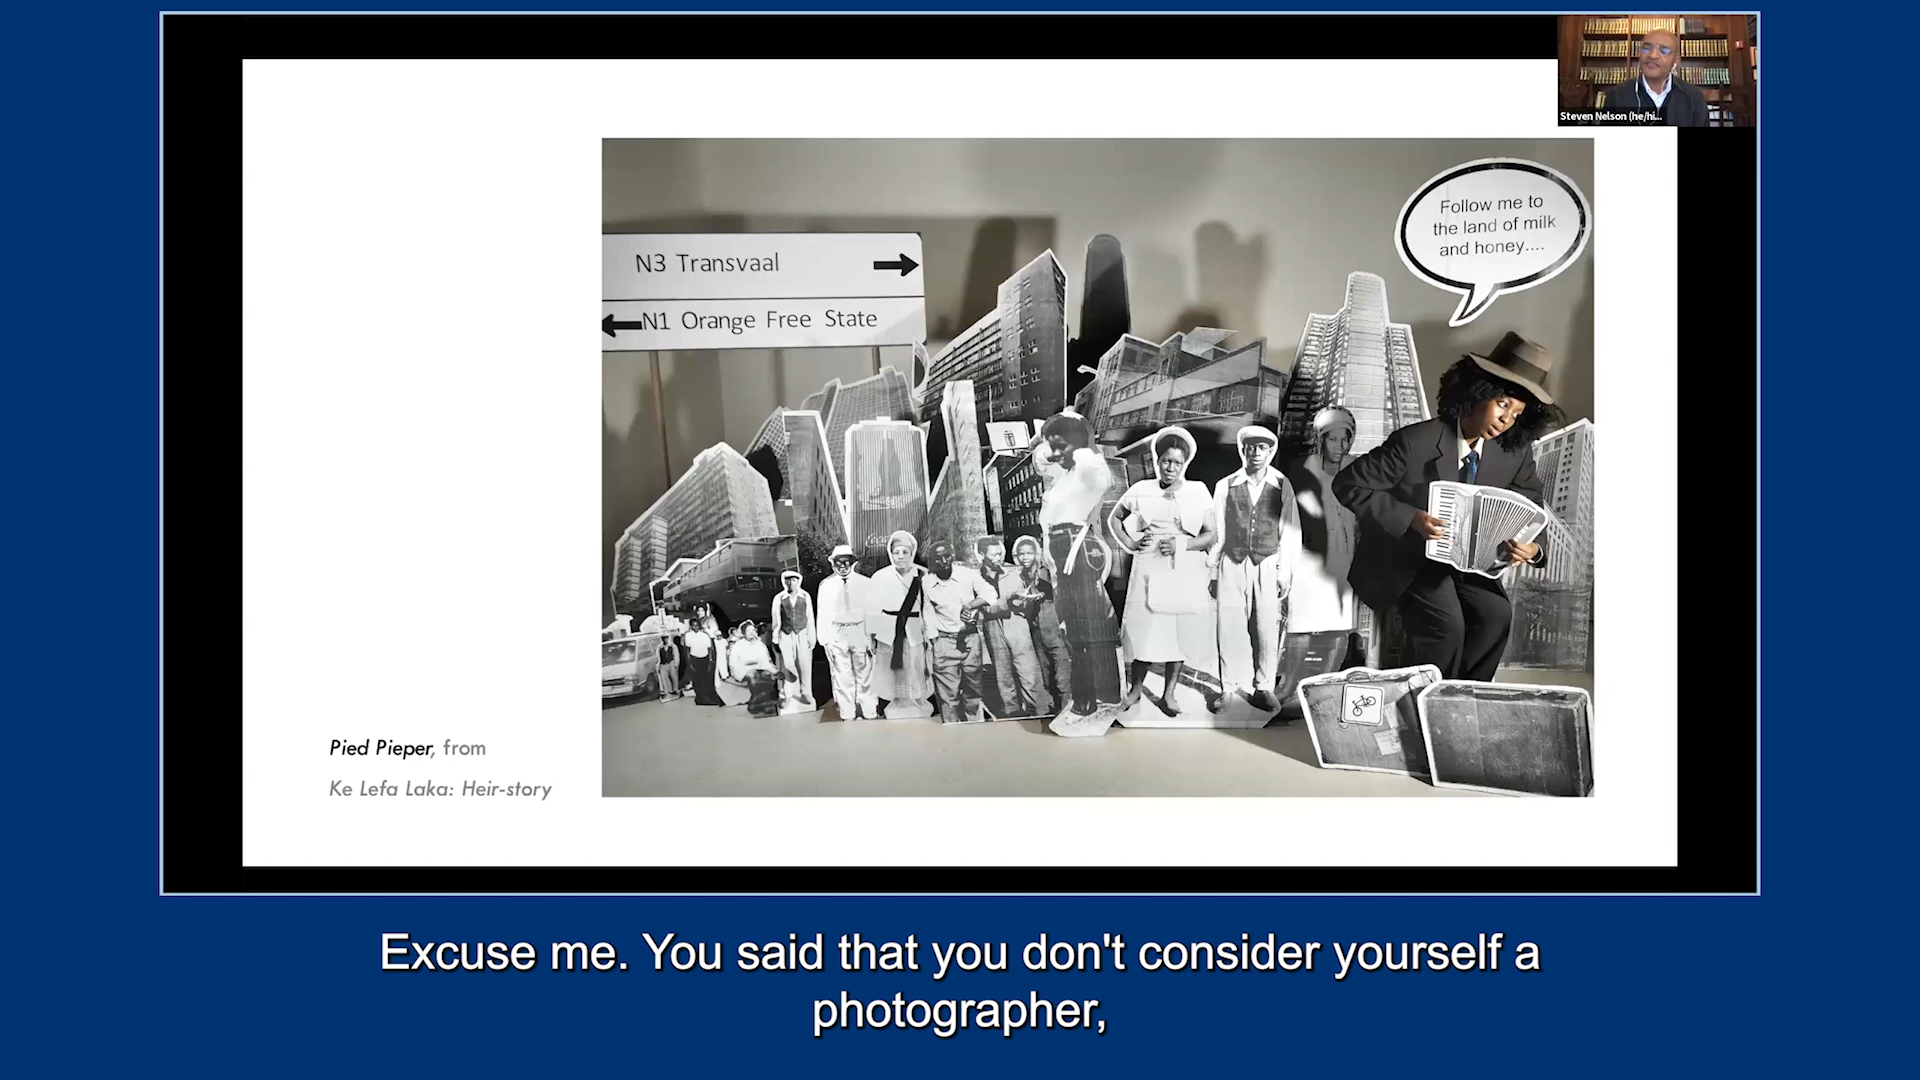 Steven Nelson (he/hi...
Follow me to
the land of milk
and honey....
N3 Transvaal
N1 Orange Free State
Pied Pieper, from
Ke Lefa Laka: Heir-story
Excuse me. You said that you don't consider yourself a
photographer,